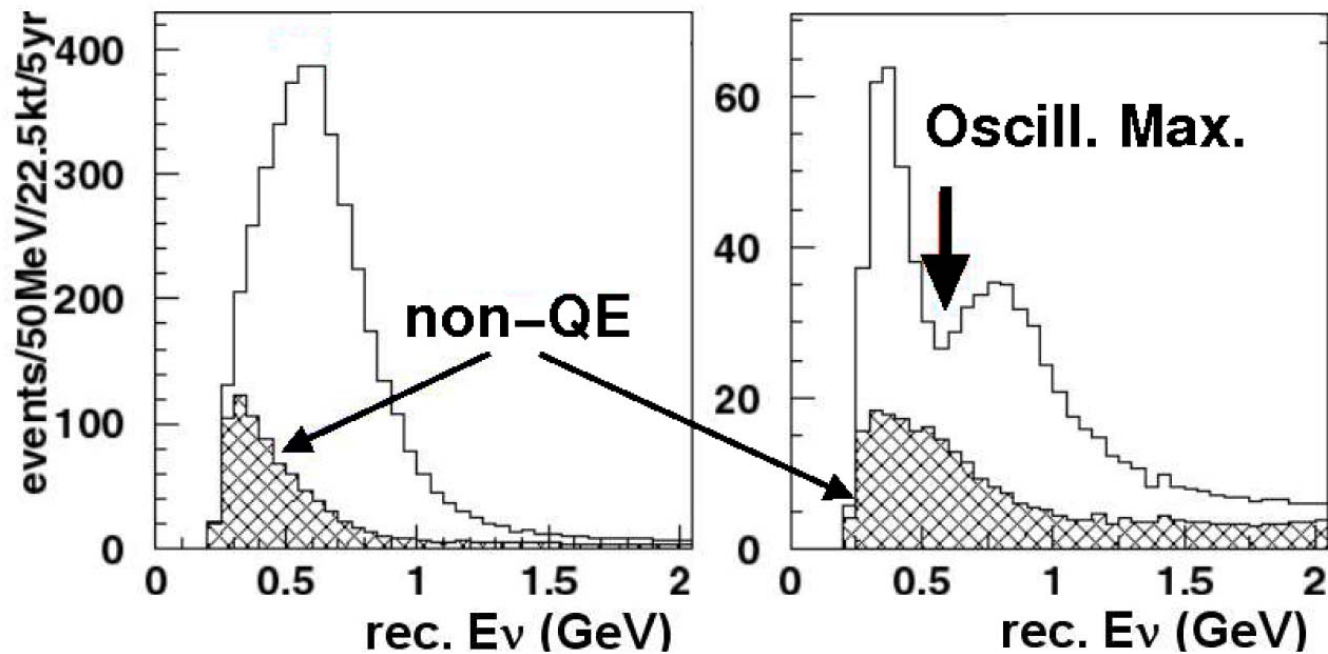 events/50MeV/22.5kt/5yr
400
300
200
100
0
non-QE
0 0.5 1 1.5 2
rec. Eν (GeV)
60
40
20
0
Oscill. Max.
0 0.5 1 1.5 2
rec. Eν (GeV)